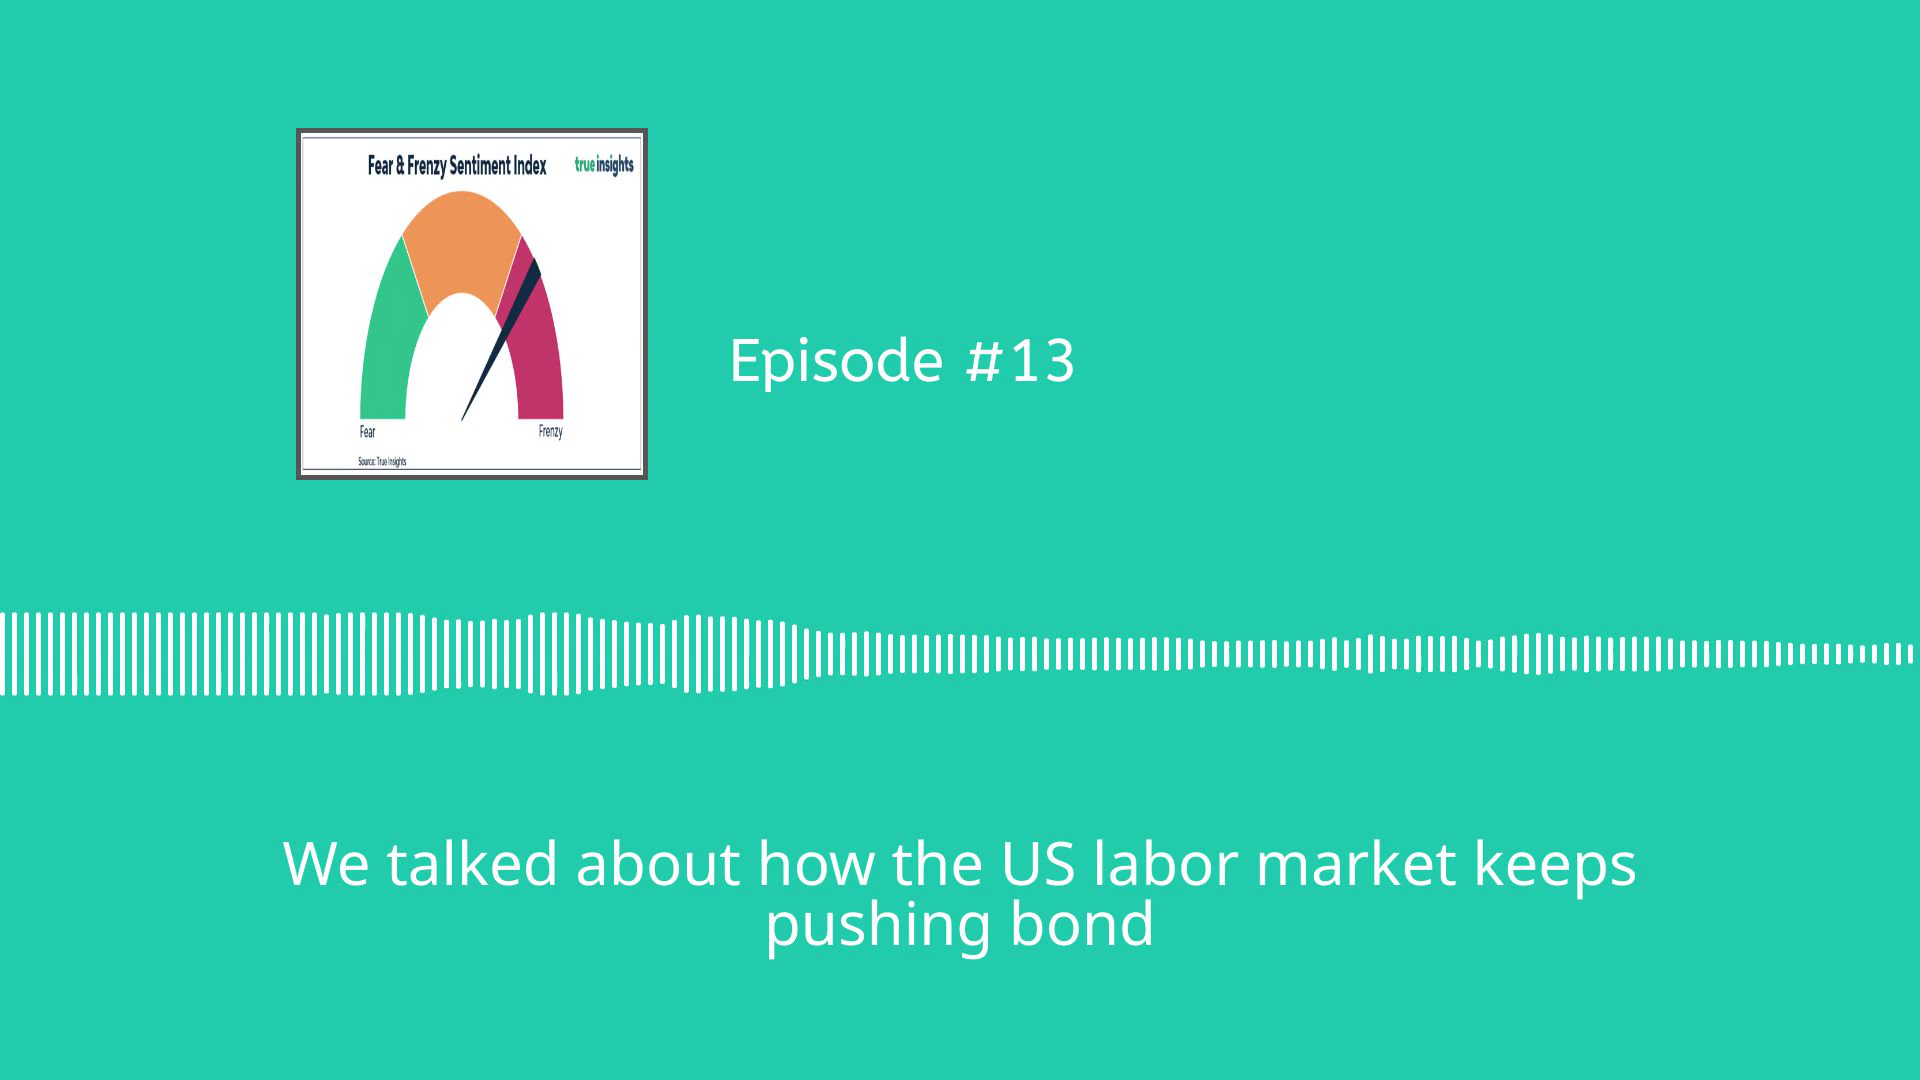 Fear & Frenzy Sentiment Index
true insights
Fear
Frenzy
Source: True Insights
Episode #13
We talked about how the US labor market keeps
pushing bond